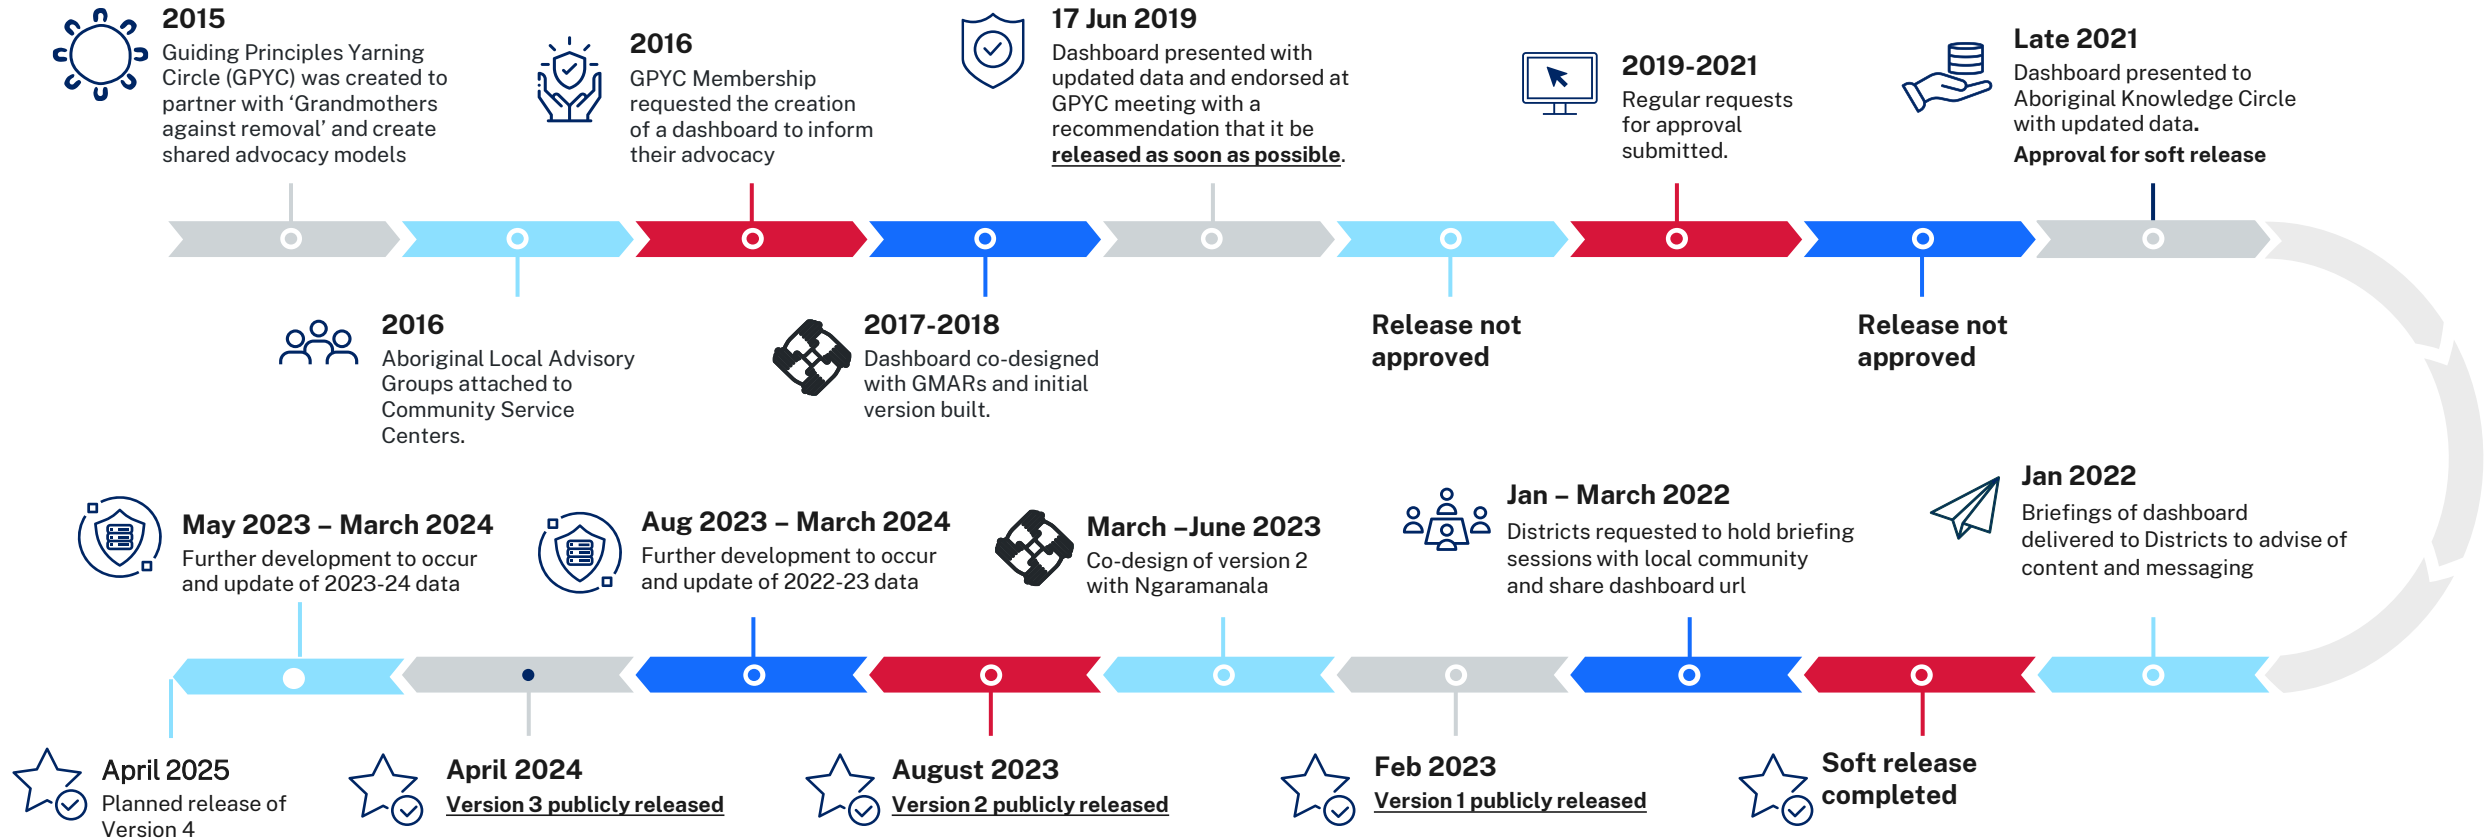 2015
Guiding Principles Yarning
Circle (GPYC) was created to
partner with ‘Grandmothers
against removal’ and create
shared advocacy models
2016
GPYC Membership
requested the creation
of a dashboard to inform
their advocacy
17 Jun 2019
Dashboard presented with
updated data and endorsed at
GPYC meeting with a
recommendation that it be
released as soon as possible.
2019-2021
Regular requests
for approval
submitted.
Late 2021
Dashboard presented to
Aboriginal Knowledge Circle
with updated data.
Approval for soft release
2016
Aboriginal Local Advisory
Groups attached to
Community Service
Centers.
2017-2018
Dashboard co-designed
with GMARs and initial
version built.
Release not
approved
Release not
approved
Jan 2022
Briefings of dashboard
delivered to Districts to advise of
content and messaging
Jan – March 2022
Districts requested to hold briefing
sessions with local community
and share dashboard url
March –June 2023
Co-design of version 2
with Ngaramanala
Aug 2023 – March 2024
Further development to occur
and update of 2022-23 data
May 2023 – March 2024
Further development to occur
and update of 2023-24 data
Soft release
completed
Feb 2023
Version 1 publicly released
August 2023
Version 2 publicly released
April 2024
Version 3 publicly released
April 2025
Planned release of
Version 4